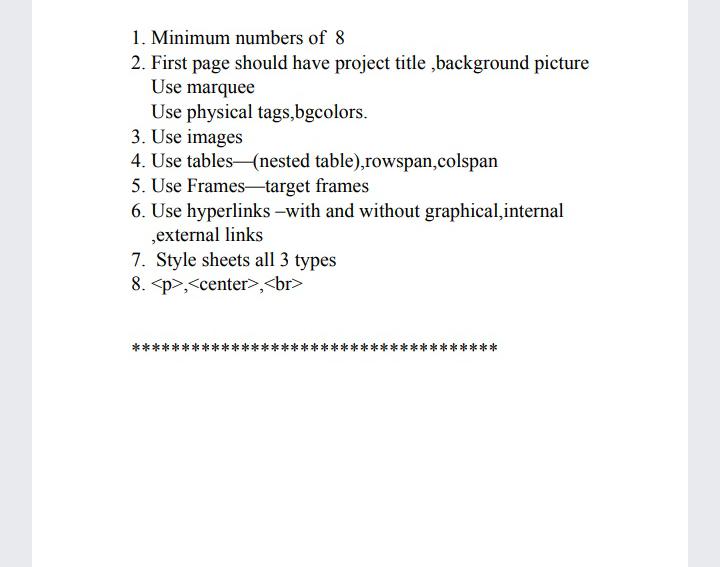 1. Minimum numbers of  8
2. First page should have project title ,background picture
Use marquee
Use physical tags,bgcolors.
3. Use images
4. Use tables—(nested table),rowspan,colspan
5. Use Frames—target frames
6. Use hyperlinks –with and without graphical,internal
,external links
7.  Style sheets all 3 types
8. <p>,<center>,<br>
*************************************